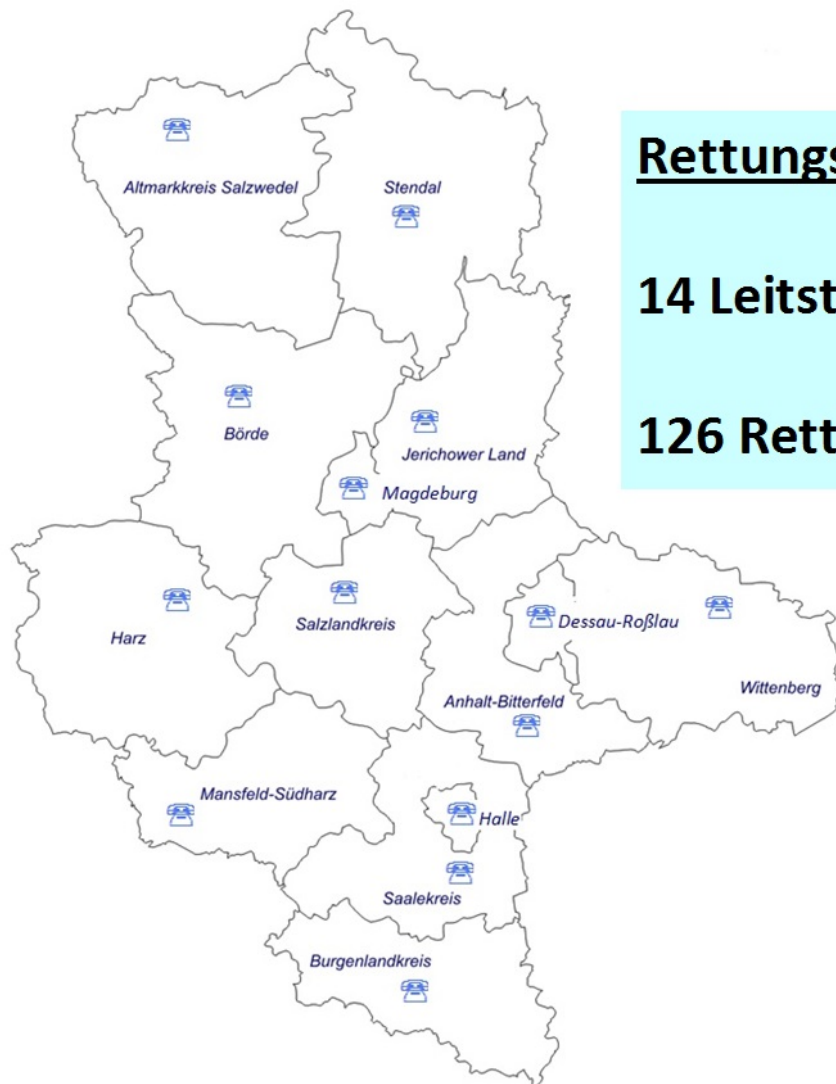 Rettungs
14 Leitst
126 Rett
Altmarkkreis Salzwedel
Stendal
Börde
Jerichower Land
Magdeburg
Harz
Salzlandkreis
Dessau-Roßlau
Wittenberg
Anhalt-Bitterfeld
Mansfeld-Südharz
Halle
Saalekreis
Burgenlandkreis